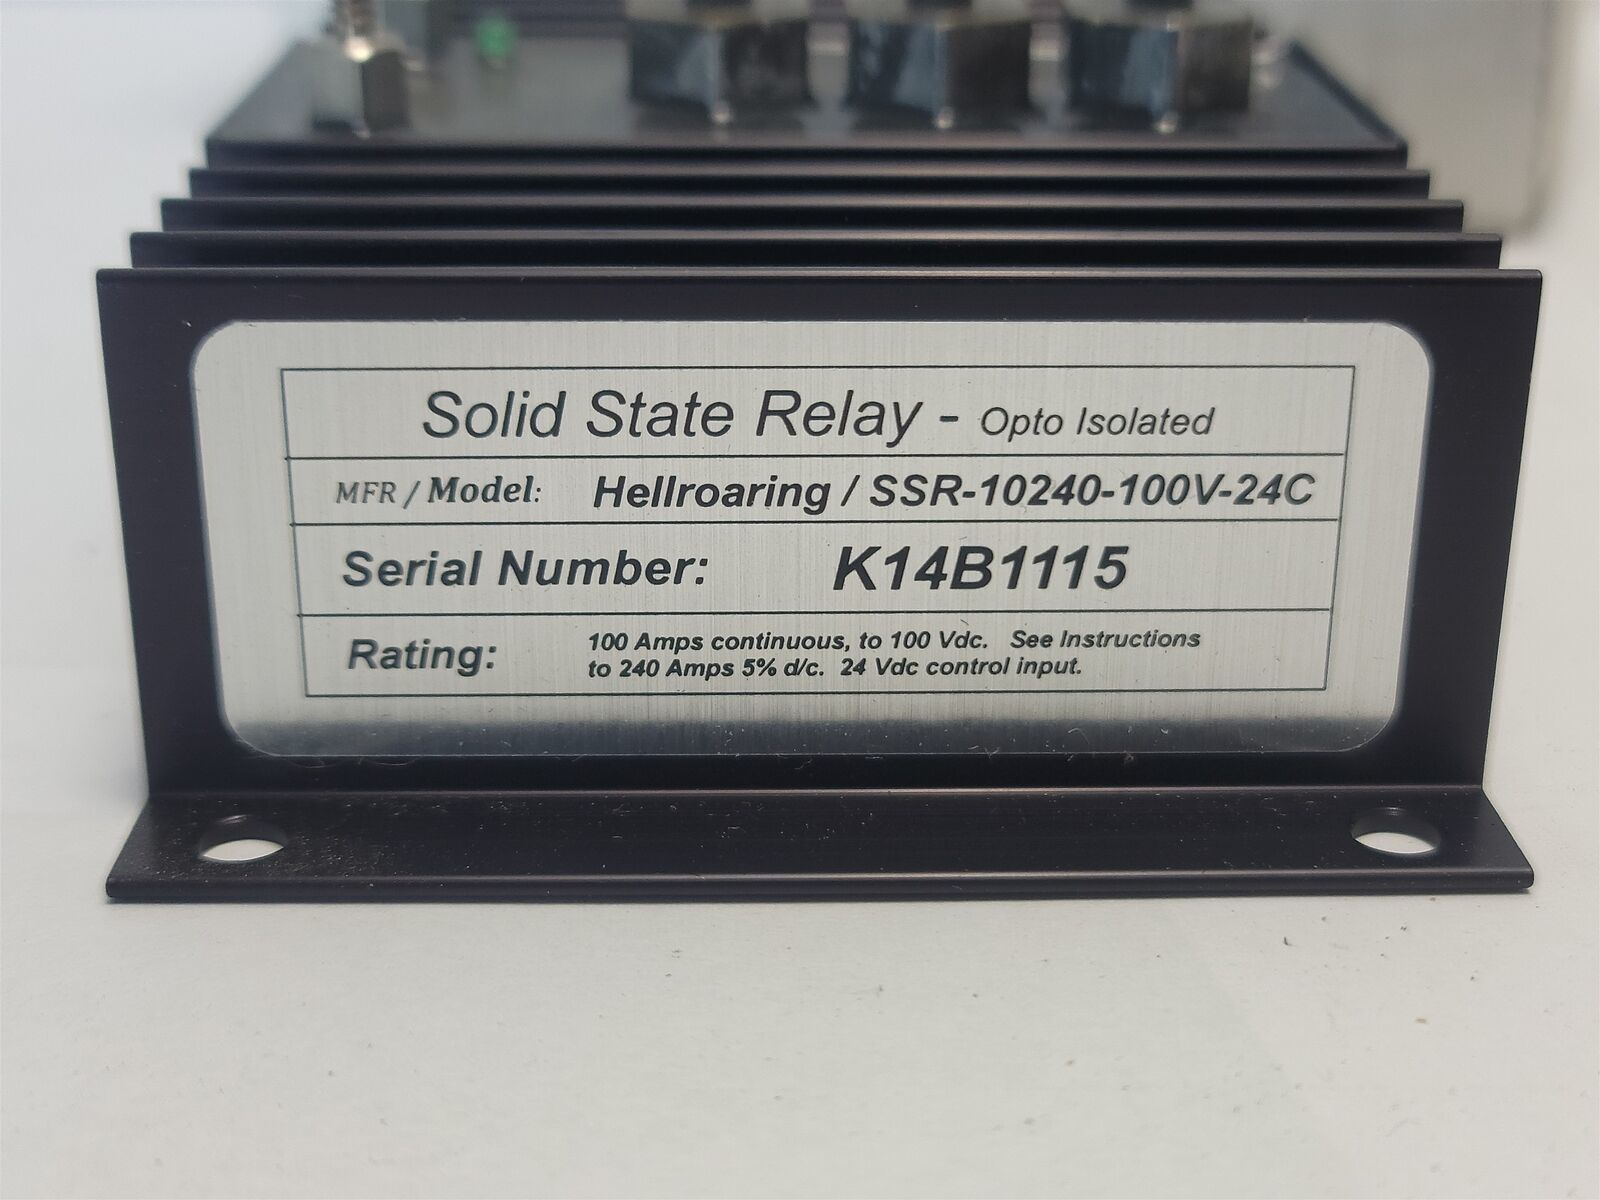 Solid State Relay - Opto Isolated
MFR / Model: Hellroaring / SSR-10240-100V-24C
Serial Number: K14B1115
Rating: 100 Amps continuous, to 100 Vdc. See Instructions
to 240 Amps 5% d/c. 24 Vdc control input.